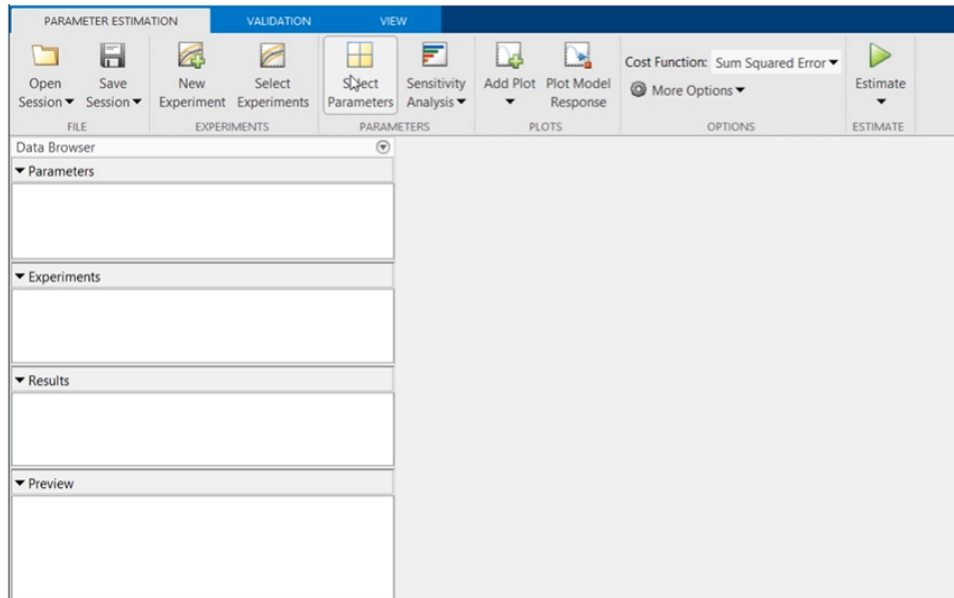 PARAMETER ESTIMATION VALIDATION VIEW
Open Session
Save Session
New Experiment
Select Experiments
Select Parameters
Sensitivity Analysis
Add Plot
Plot Model Response
Cost Function: Sum Squared Error
More Options
Estimate
FILE EXPERIMENTS PARAMETERS PLOTS OPTIONS ESTIMATE
Data Browser
Parameters
Experiments
Results
Preview